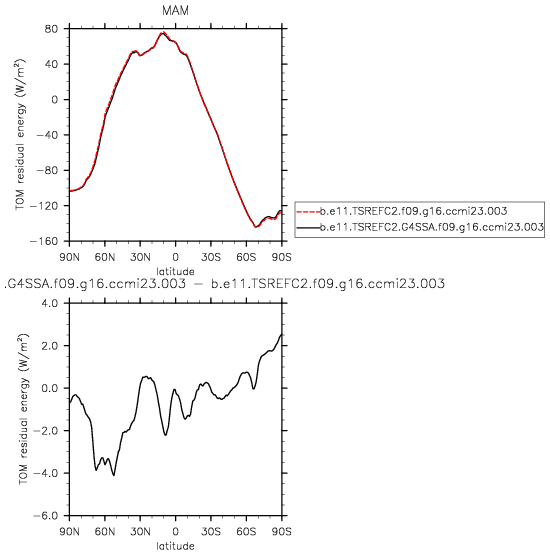 MAM
TOM residual energy (W/m²)
80
40
0
−40
−80
−120
−160
90N 60N 30N 0 30S 60S 90S
latitude
b.e11.TSREFC2.f09.g16.ccmi23.003
b.e11.TSREFC2.G4SSA.f09.g16.ccmi23.003
.G4SSA.f09.g16.ccmi23.003 − b.e11.TSREFC2.f09.g16.ccmi23.003
TOM residual energy (W/m²)
4.0
2.0
0.0
−2.0
−4.0
−6.0
90N 60N 30N 0 30S 60S 90S
latitude